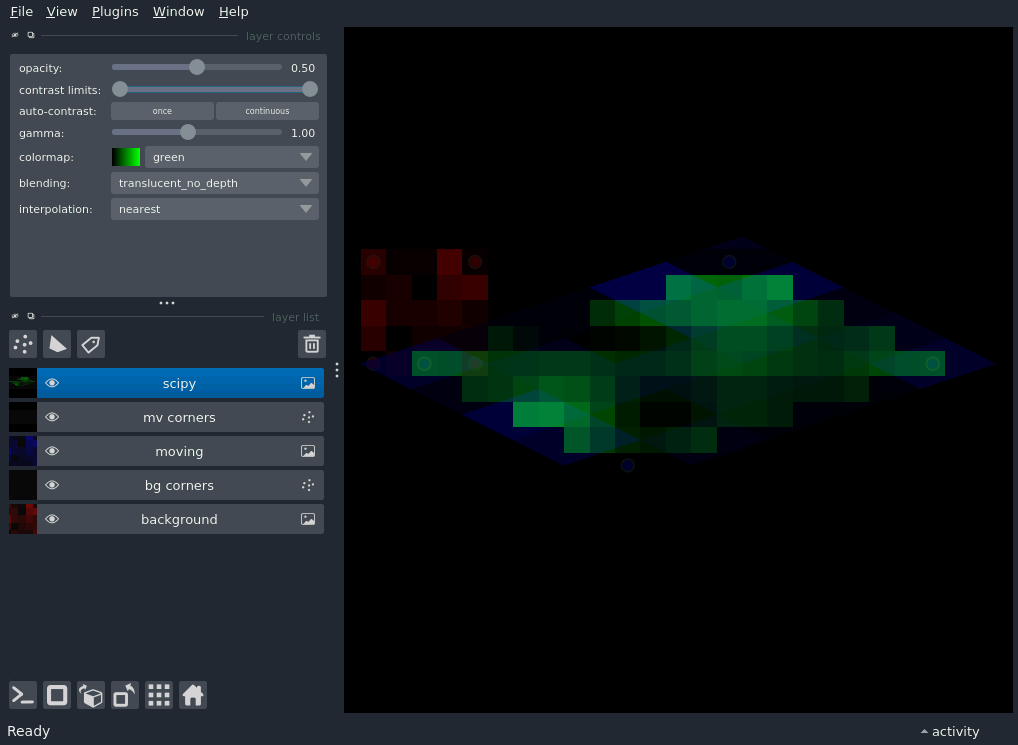 File View Plugins Window Help
layer controls
opacity: 0.50
contrast limits:
auto-contrast: once continuous
gamma: 1.00
colormap: green
blending: translucent_no_depth
interpolation: nearest
layer list
scipy
mv corners
moving
bg corners
background
Ready
activity